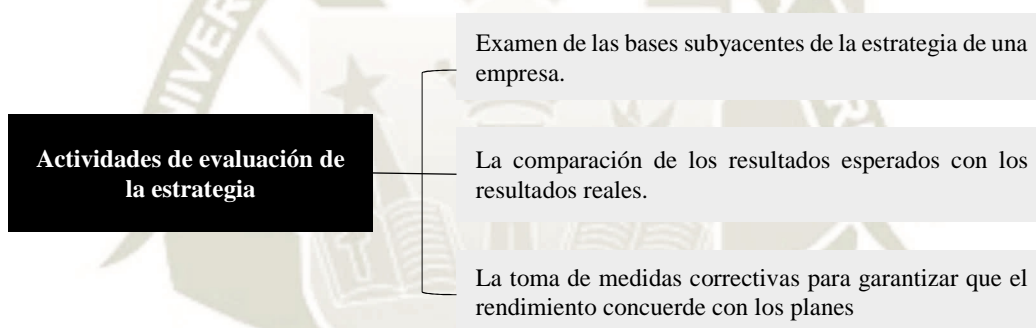 Examen de las bases subyacentes de la estrategia de una
empresa.
Actividades de evaluación de
la estrategia
La comparación de los resultados esperados con los
resultados reales.
La toma de medidas correctivas para garantizar que el
rendimiento concuerde con los planes